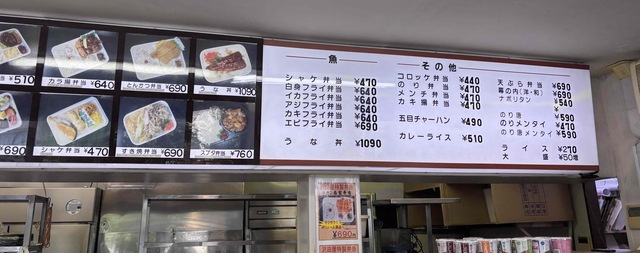 ¥510
カラ揚弁当 ¥640
とんかつ弁当 ¥690
うな丼 ¥1090
シャケ弁当 ¥470
すき焼弁当 ¥690
スブタ弁当 ¥760
魚
シャケ弁当 ¥470
白身フライ弁当 ¥640
イカフライ弁当 ¥640
アジフライ弁当 ¥640
カキフライ弁当 ¥640
エビフライ弁当 ¥690
うな丼 ¥1090
その他
コロッケ弁当 ¥440
のり弁当 ¥470
メンチ弁当 ¥470
カキ揚弁当 ¥470
五目チャーハン ¥490
カレーライス ¥510
天ぷら弁当 ¥690
幕の内(洋・和) ¥690
ナポリタン ¥540
のり唐 ¥590
のりメンタイ ¥470
のり唐メンタイ ¥590
ライス ¥270
大盛 ¥50増
¥690